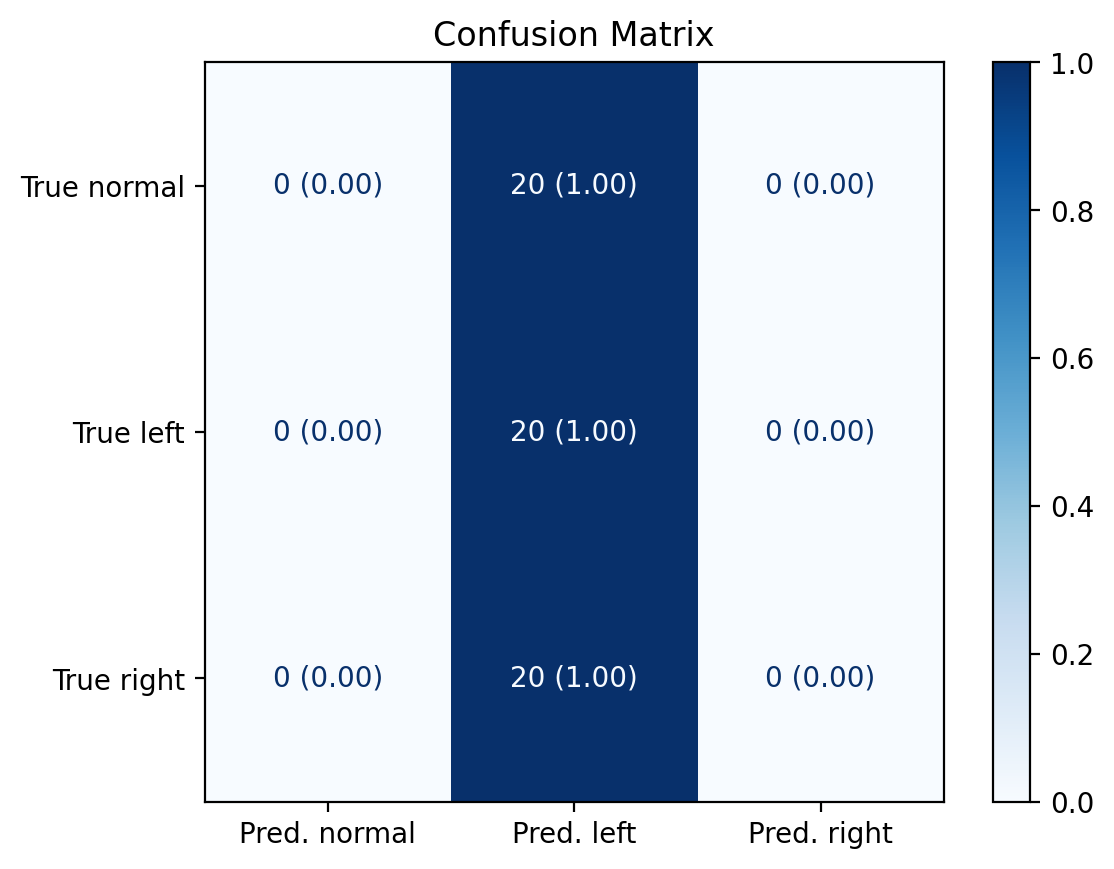 Confusion Matrix
True normal 0 (0.00) 20 (1.00) 0 (0.00)
True left 0 (0.00) 20 (1.00) 0 (0.00)
True right 0 (0.00) 20 (1.00) 0 (0.00)
Pred. normal Pred. left Pred. right
1.0
0.8
0.6
0.4
0.2
0.0